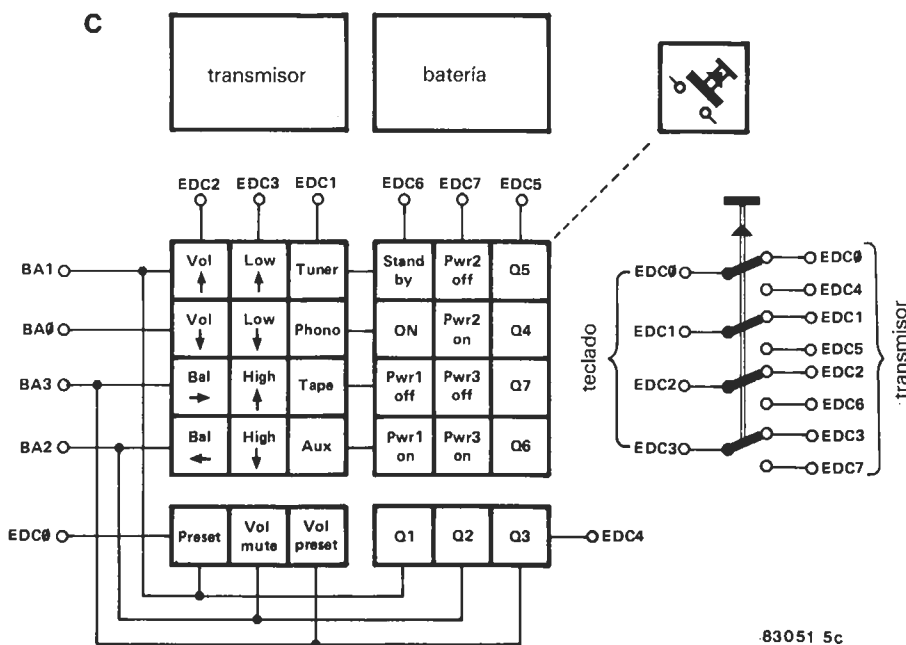 C
transmisor
batería
EDC2 EDC3 EDC1 EDC6 EDC7 EDC5
BA1
Vol ↑
Low ↑
Tuner
Stand by
Pwr2 off
Q5
BA0
Vol ↓
Low ↓
Phono
ON
Pwr2 on
Q4
BA3
Bal →
High ↑
Tape
Pwr1 off
Pwr3 off
Q7
BA2
Bal ←
High ↓
Aux
Pwr1 on
Pwr3 on
Q6
EDC0
Preset
Vol mute
Vol preset
Q1
Q2
Q3
EDC4
teclado
EDC0
EDC1
EDC2
EDC3
EDC0
EDC4
EDC1
EDC5
EDC2
EDC6
EDC3
EDC7
transmisor
83051 5c